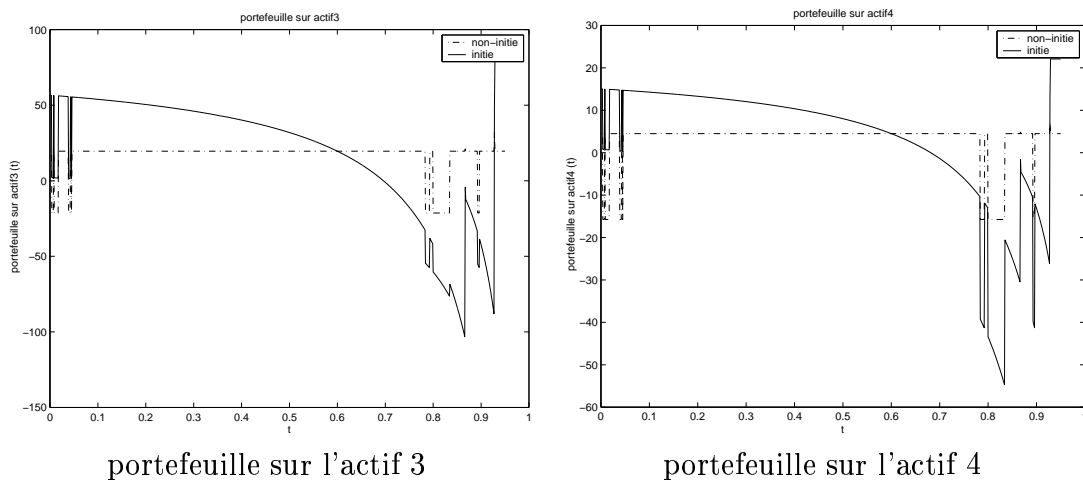 portefeuille sur actif3
100
50
0
−50
−100
−150
portefeuille sur actif3 (t)
non−initie
initie
0 0.1 0.2 0.3 0.4 0.5 0.6 0.7 0.8 0.9 1
t
portefeuille sur l'actif 3
portefeuille sur actif4
30
20
10
0
−10
−20
−30
−40
−50
−60
portefeuille sur actif4 (t)
non−initie
initie
0 0.1 0.2 0.3 0.4 0.5 0.6 0.7 0.8 0.9
t
portefeuille sur l'actif 4